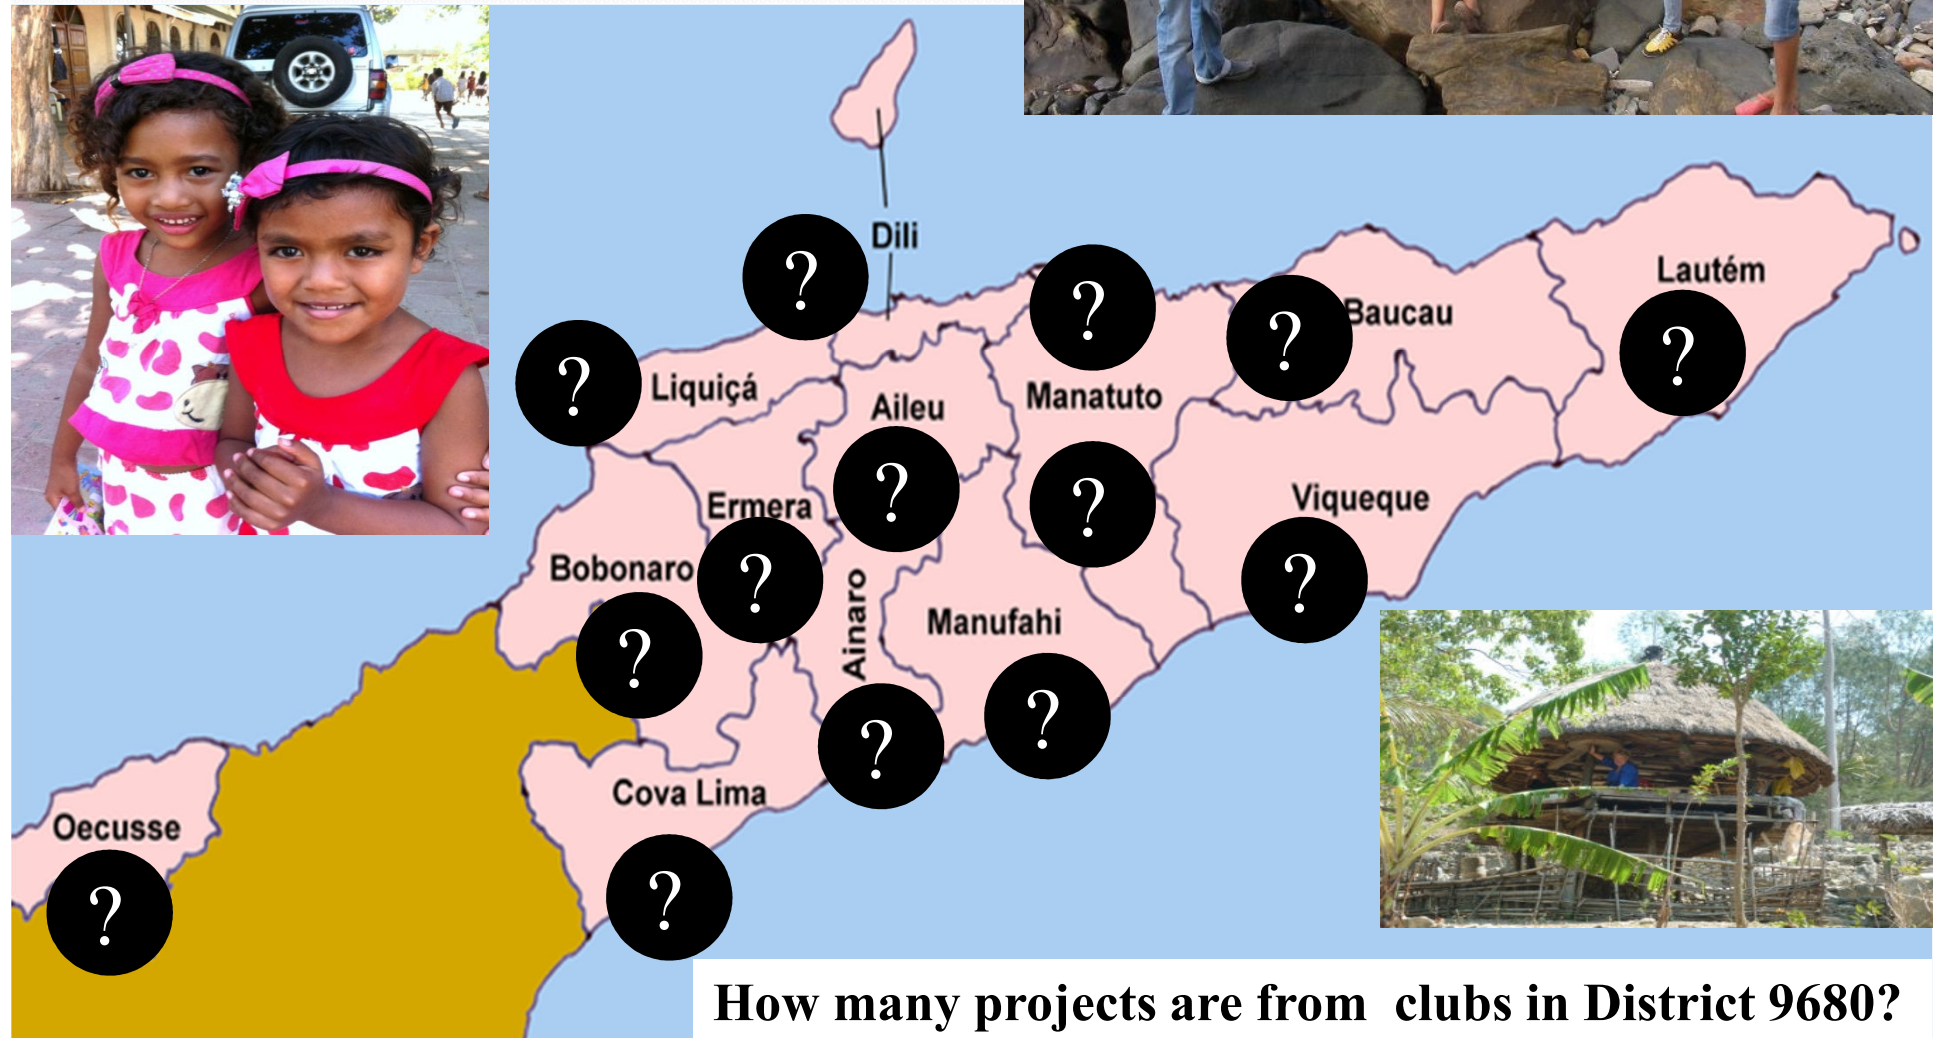 Dili
?
?
?
?
Lautém
?
Baucau
Liquiçá
Aileu
Manatuto
?
?
Ermera
Viqueque
Bobonaro
?
?
?
Ainaro
Manufahi
?
?
?
Cova Lima
Oecusse
?
?
How many projects are from  clubs in District 9680?